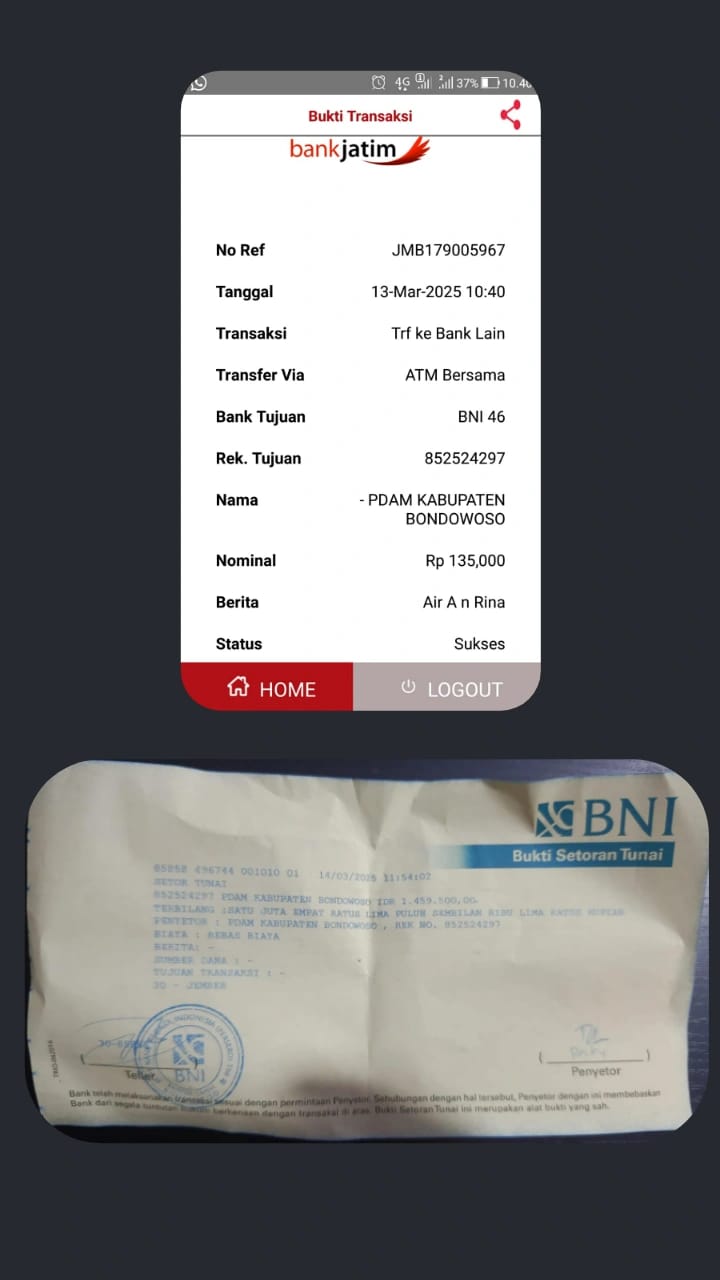 4G 37% 10.40
Bukti Transaksi
bankjatim
No Ref JMB179005967
Tanggal 13-Mar-2025 10:40
Transaksi Trf ke Bank Lain
Transfer Via ATM Bersama
Bank Tujuan BNI 46
Rek. Tujuan 852524297
Nama - PDAM KABUPATEN
BONDOWOSO
Nominal Rp 135,000
Berita Air A n Rina
Status Sukses
HOME LOGOUT
BNI
Bukti Setoran Tunai
85858 496744 001010 01 14/03/2025 11:54:02
SETOR TUNAI
852524297 PDAM KABUPATEN BONDOWOSO IDR 1.459.500,00
TERBILANG :SATU JUTA EMPAT RATUS LIMA PULUH SEMBILAN RIBU LIMA RATUS RUPIAH
PENYETOR : PDAM KABUPATEN BONDOWOSO , REK NO. 852524297
BIAYA : BEBAS BIAYA
BERITA: -
SUMBER DANA : -
TUJUAN TRANSAKSI : -
30 - JEMBER
BNI
Teller
( )
Penyetor
Bank telah melaksanakan transaksi sesuai dengan permintaan Penyetor. Sehubungan dengan hal tersebut, Penyetor dengan ini membebaskan
Bank dari segala tuntutan hukum berkenaan dengan transaksi di atas. Bukti Setoran Tunai ini merupakan alat bukti yang sah.